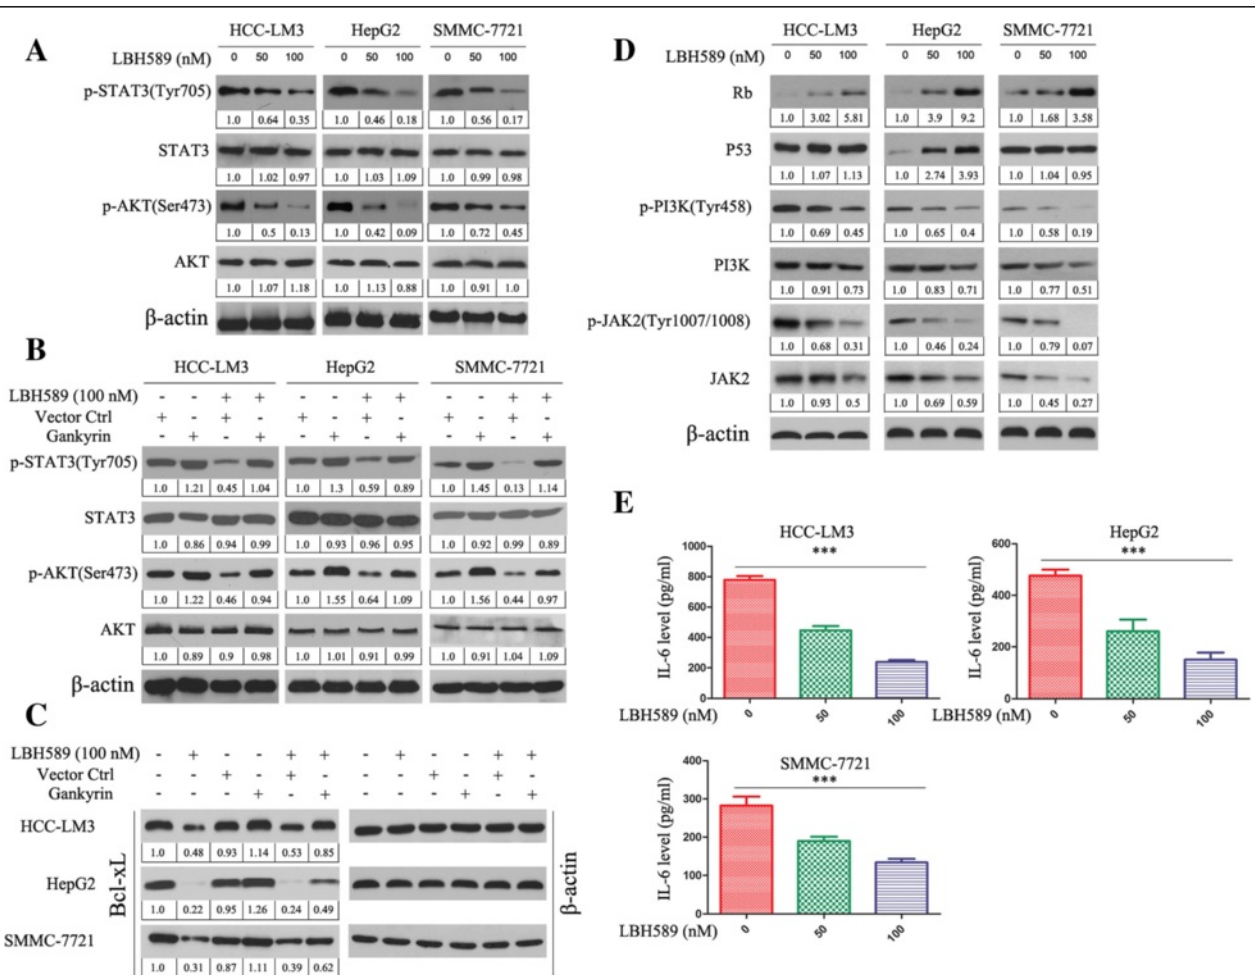 A
HCC-LM3 HepG2 SMMC-7721
LBH589 (nM) 0 50 100 0 50 100 0 50 100
p-STAT3(Tyr705)
1.0 0.64 0.35 1.0 0.46 0.18 1.0 0.56 0.17
STAT3
1.0 1.02 0.97 1.0 1.03 1.09 1.0 0.99 0.98
p-AKT(Ser473)
1.0 0.5 0.13 1.0 0.42 0.09 1.0 0.72 0.45
AKT
1.0 1.07 1.18 1.0 1.13 0.88 1.0 0.91 1.0
β-actin
B
HCC-LM3 HepG2 SMMC-7721
LBH589 (100 nM) - - + + - - + + - - + +
Vector Ctrl + - + - + - + - + - + -
Gankyrin - + - + - + - + - + - +
p-STAT3(Tyr705)
1.0 1.21 0.45 1.04 1.0 1.3 0.59 0.89 1.0 1.45 0.13 1.14
STAT3
1.0 0.86 0.94 0.99 1.0 0.93 0.96 0.95 1.0 0.92 0.99 0.89
p-AKT(Ser473)
1.0 1.22 0.46 0.94 1.0 1.55 0.64 1.09 1.0 1.56 0.44 0.97
AKT
1.0 0.89 0.9 0.98 1.0 1.01 0.91 0.99 1.0 0.91 1.04 1.09
β-actin
C
LBH589 (100 nM) - + - - + + - + - - + +
Vector Ctrl - - + - + - - - + - + -
Gankyrin - - - + - + - - - + - +
HCC-LM3
1.0 0.48 0.93 1.14 0.53 0.85
HepG2
1.0 0.22 0.95 1.26 0.24 0.49
SMMC-7721
1.0 0.31 0.87 1.11 0.39 0.62
Bcl-xL
β-actin
D
HCC-LM3 HepG2 SMMC-7721
LBH589 (nM) 0 50 100 0 50 100 0 50 100
Rb
1.0 3.02 5.81 1.0 3.9 9.2 1.0 1.68 3.58
P53
1.0 1.07 1.13 1.0 2.74 3.93 1.0 1.04 0.95
p-PI3K(Tyr458)
1.0 0.69 0.45 1.0 0.65 0.4 1.0 0.58 0.19
PI3K
1.0 0.91 0.73 1.0 0.83 0.71 1.0 0.77 0.51
p-JAK2(Tyr1007/1008)
1.0 0.68 0.31 1.0 0.46 0.24 1.0 0.79 0.07
JAK2
1.0 0.93 0.5 1.0 0.69 0.59 1.0 0.45 0.27
β-actin
E
HCC-LM3
***
IL-6 level (pg/ml)
1000
800
600
400
200
0
LBH589 (nM) 0 50 100
HepG2
***
IL-6 level (pg/ml)
600
400
200
0
LBH589 (nM) 0 50 100
SMMC-7721
***
IL-6 level (pg/ml)
400
300
200
100
0
LBH589 (nM) 0 50 100